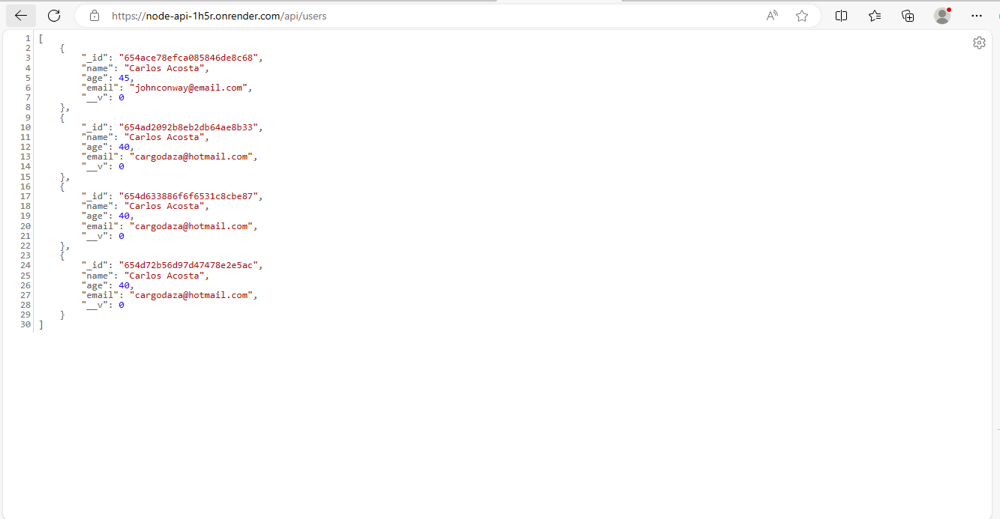 https://node-api-1h5r.onrender.com/api/users
1 [
2 {
3 "_id": "654ace78efca085846de8c68",
4 "name": "Carlos Acosta",
5 "age": 45,
6 "email": "johnconway@email.com",
7 "__v": 0
8 },
9 {
10 "_id": "654ad2092b8eb2db64ae8b33",
11 "name": "Carlos Acosta",
12 "age": 40,
13 "email": "cargodaza@hotmail.com",
14 "__v": 0
15 },
16 {
17 "_id": "654d633886f6f6531c8cbe87",
18 "name": "Carlos Acosta",
19 "age": 40,
20 "email": "cargodaza@hotmail.com",
21 "__v": 0
22 },
23 {
24 "_id": "654d72b56d97d47478e2e5ac",
25 "name": "Carlos Acosta",
26 "age": 40,
27 "email": "cargodaza@hotmail.com",
28 "__v": 0
29 }
30 ]